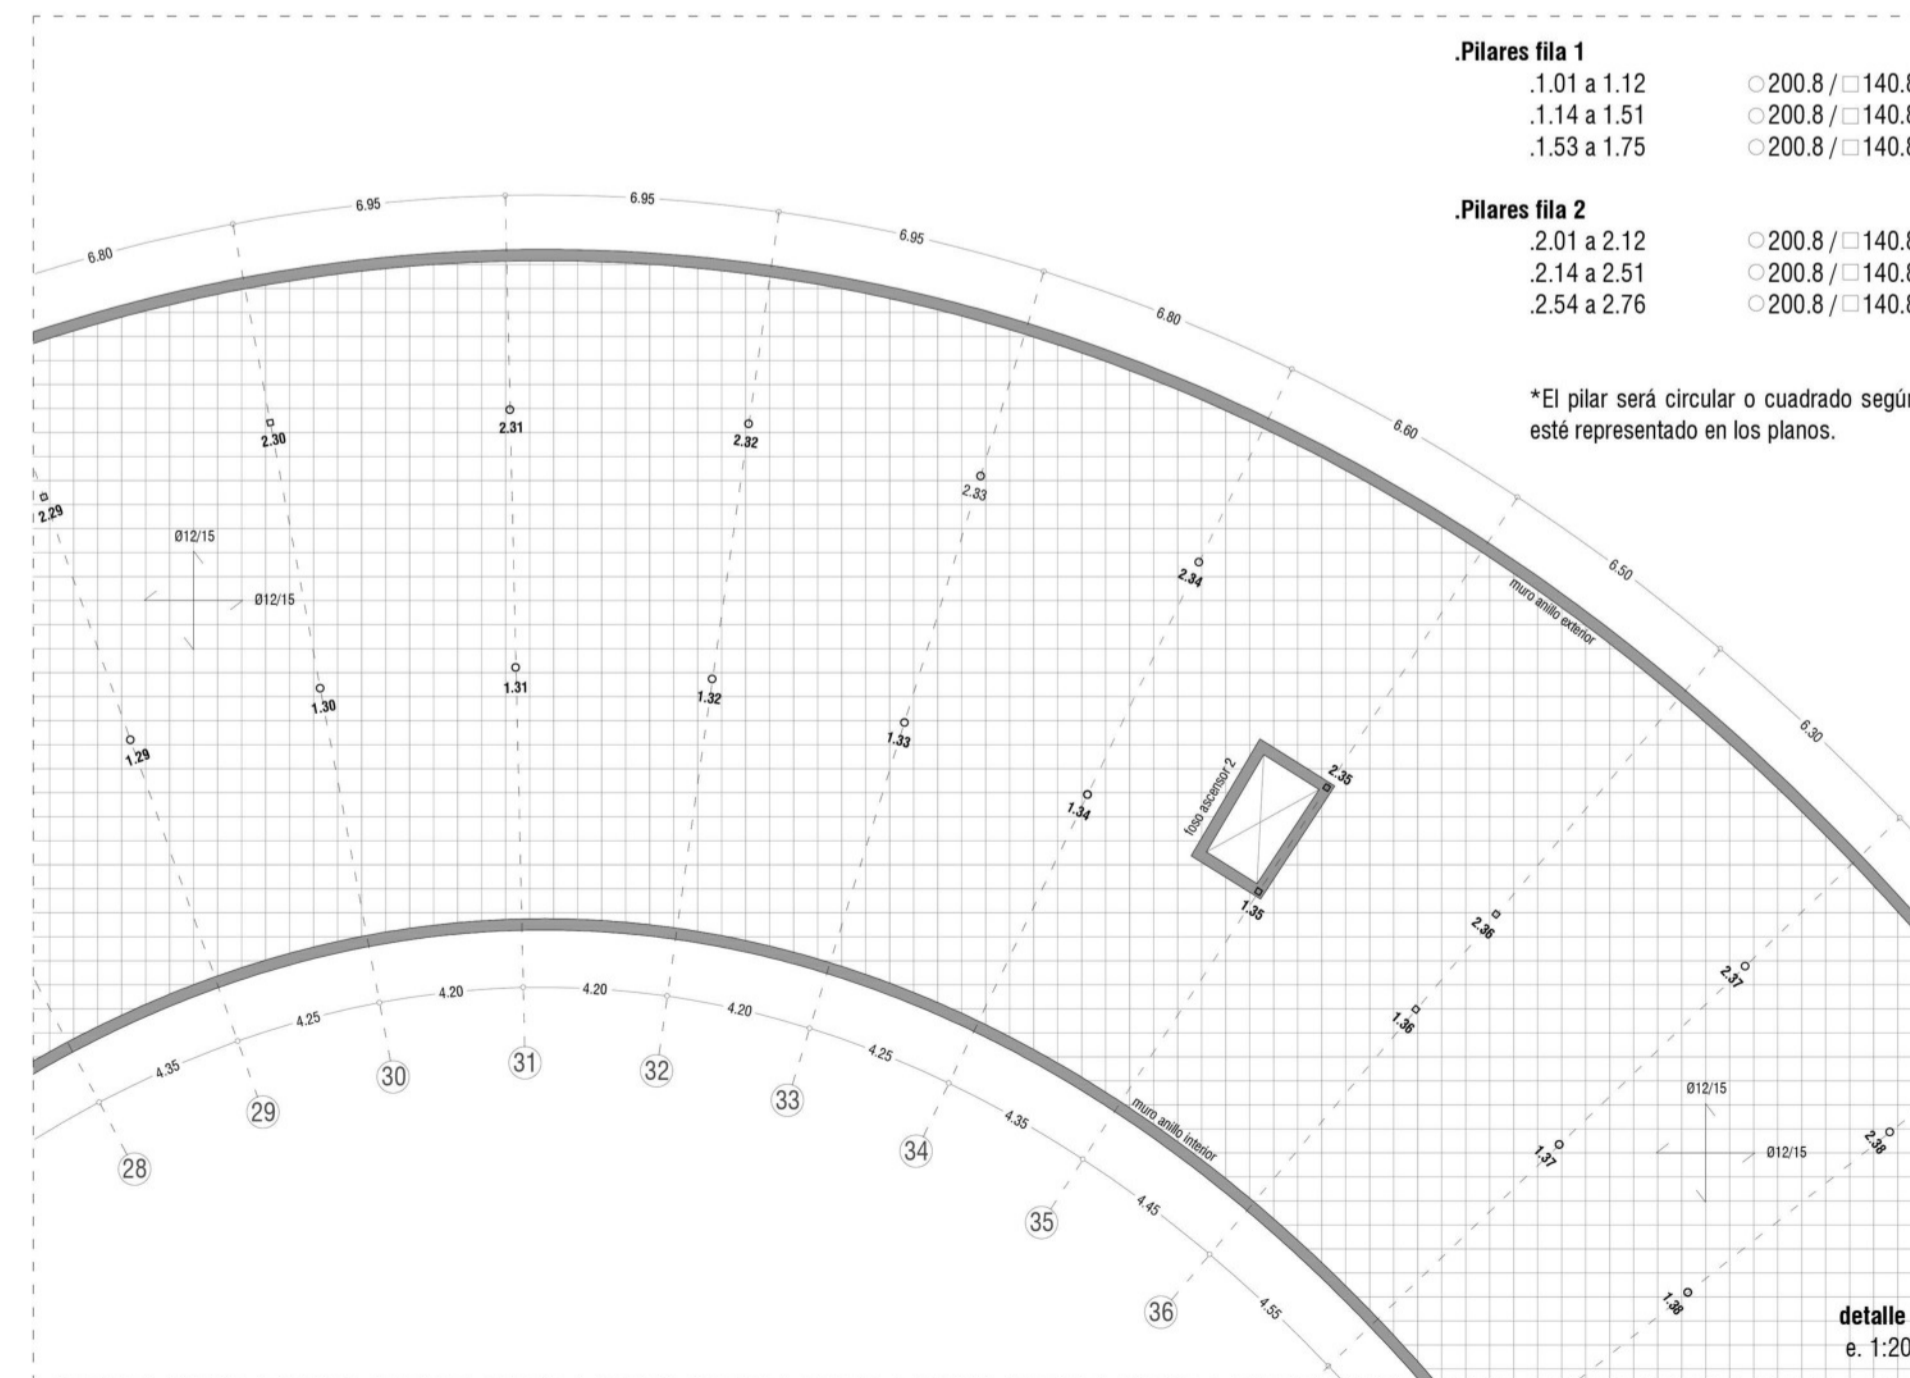 .Pilares fila 1
.1.01 a 1.12 ○200.8 / □140.8
.1.14 a 1.51 ○200.8 / □140.8
.1.53 a 1.75 ○200.8 / □140.8
.Pilares fila 2
.2.01 a 2.12 ○200.8 / □140.8
.2.14 a 2.51 ○200.8 / □140.8
.2.54 a 2.76 ○200.8 / □140.8
*El pilar será circular o cuadrado según
esté representado en los planos.
6.80
6.95
6.95
6.95
6.80
6.60
6.50
6.30
2.29
2.30
2.31
2.32
2.33
2.34
2.35
2.36
2.37
2.38
Ø12/15
Ø12/15
muro anillo exterior
1.29
1.30
1.31
1.32
1.33
1.34
1.35
1.36
1.37
1.38
foso ascensor 2
Ø12/15
Ø12/15
muro anillo interior
4.35
4.25
4.20
4.20
4.20
4.25
4.35
4.45
4.55
28
29
30
31
32
33
34
35
36
detalle
e. 1:20